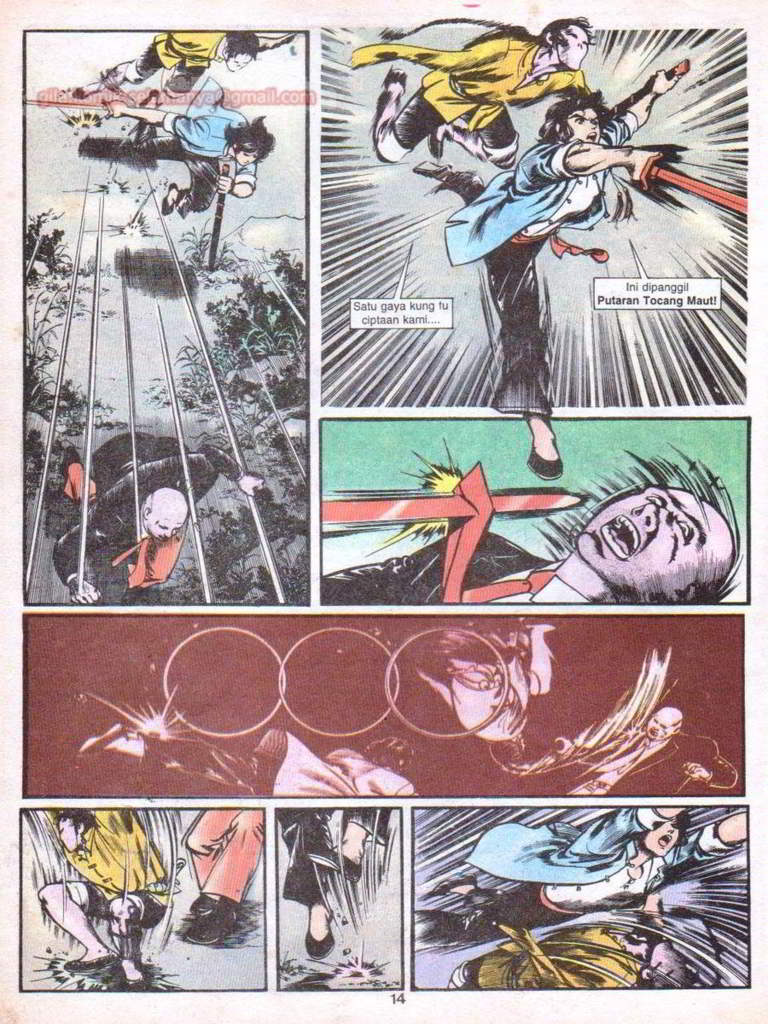 Satu gaya kung fu
ciptaan kami....
Ini dipanggil
Putaran Tocang Maut!
14